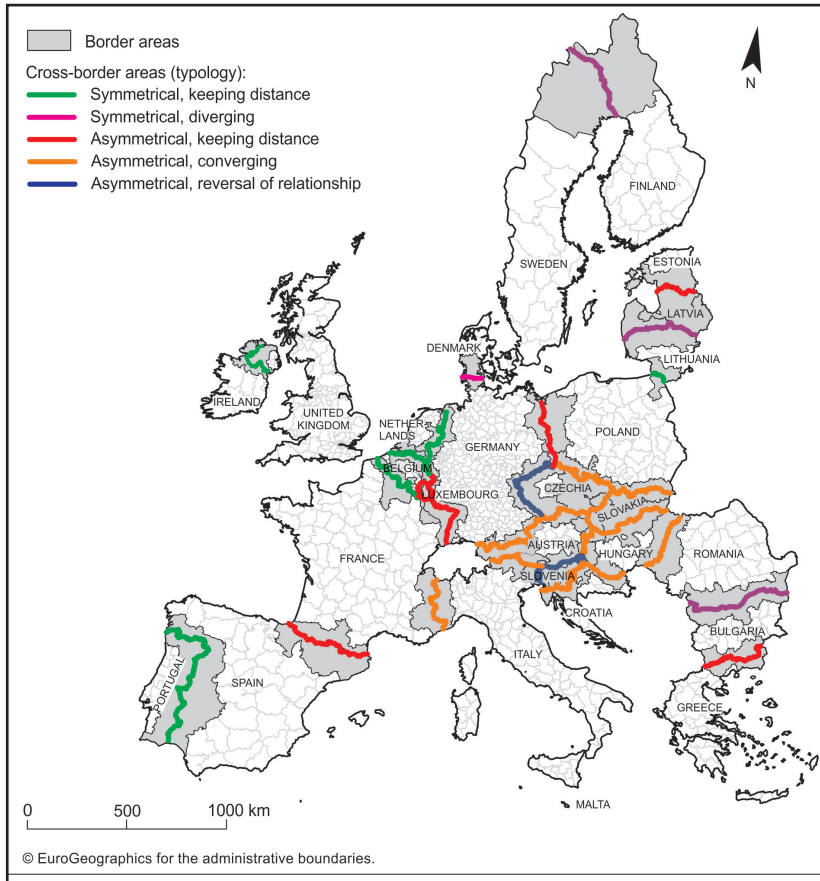 Border areas
Cross-border areas (typology):
Symmetrical, keeping distance
Symmetrical, diverging
Asymmetrical, keeping distance
Asymmetrical, converging
Asymmetrical, reversal of relationship
N
FINLAND
SWEDEN
ESTONIA
LATVIA
LITHUANIA
DENMARK
IRELAND
UNITED
KINGDOM
NETHER-
LANDS
BELGIUM
GERMANY
POLAND
LUXEMBOURG
CZECHIA
SLOVAKIA
AUSTRIA
HUNGARY
ROMANIA
FRANCE
SLOVENIA
CROATIA
BULGARIA
ITALY
SPAIN
PORTUGAL
GREECE
MALTA
0 500 1000 km
© EuroGeographics for the administrative boundaries.